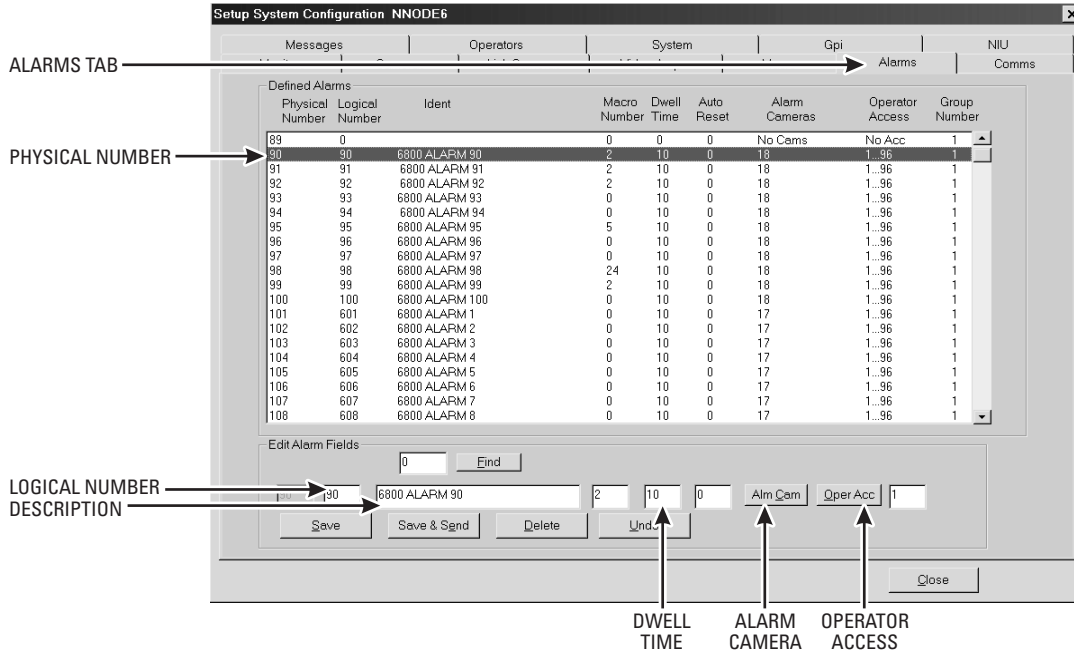 Setup System Configuration NNODE6
Messages Operators System Gpi NIU
Alarms Comms
ALARMS TAB
Defined Alarms
Physical Number Logical Number Ident Macro Number Dwell Time Auto Reset Alarm Cameras Operator Access Group Number
89 0 0 0 0 No Cams No Acc 1
PHYSICAL NUMBER
90 90 6800 ALARM 90 2 10 0 18 1...96 1
91 91 6800 ALARM 91 2 10 0 18 1...96 1
92 92 6800 ALARM 92 2 10 0 18 1...96 1
93 93 6800 ALARM 93 0 10 0 18 1...96 1
94 94 6800 ALARM 94 0 10 0 18 1...96 1
95 95 6800 ALARM 95 5 10 0 18 1...96 1
96 96 6800 ALARM 96 0 10 0 18 1...96 1
97 97 6800 ALARM 97 0 10 0 18 1...96 1
98 98 6800 ALARM 98 24 10 0 18 1...96 1
99 99 6800 ALARM 99 2 10 0 18 1...96 1
100 100 6800 ALARM 100 0 10 0 18 1...96 1
101 601 6800 ALARM 1 0 10 0 17 1...96 1
102 602 6800 ALARM 2 0 10 0 17 1...96 1
103 603 6800 ALARM 3 0 10 0 17 1...96 1
104 604 6800 ALARM 4 0 10 0 17 1...96 1
105 605 6800 ALARM 5 0 10 0 17 1...96 1
106 606 6800 ALARM 6 0 10 0 17 1...96 1
107 607 6800 ALARM 7 0 10 0 17 1...96 1
108 608 6800 ALARM 8 0 10 0 17 1...96 1
Edit Alarm Fields
0 Find
LOGICAL NUMBER
90 90 6800 ALARM 90 2 10 0 Alm Cam Oper Acc 1
DESCRIPTION
Save Save & Send Delete Undo
Close
DWELL TIME
ALARM CAMERA
OPERATOR ACCESS